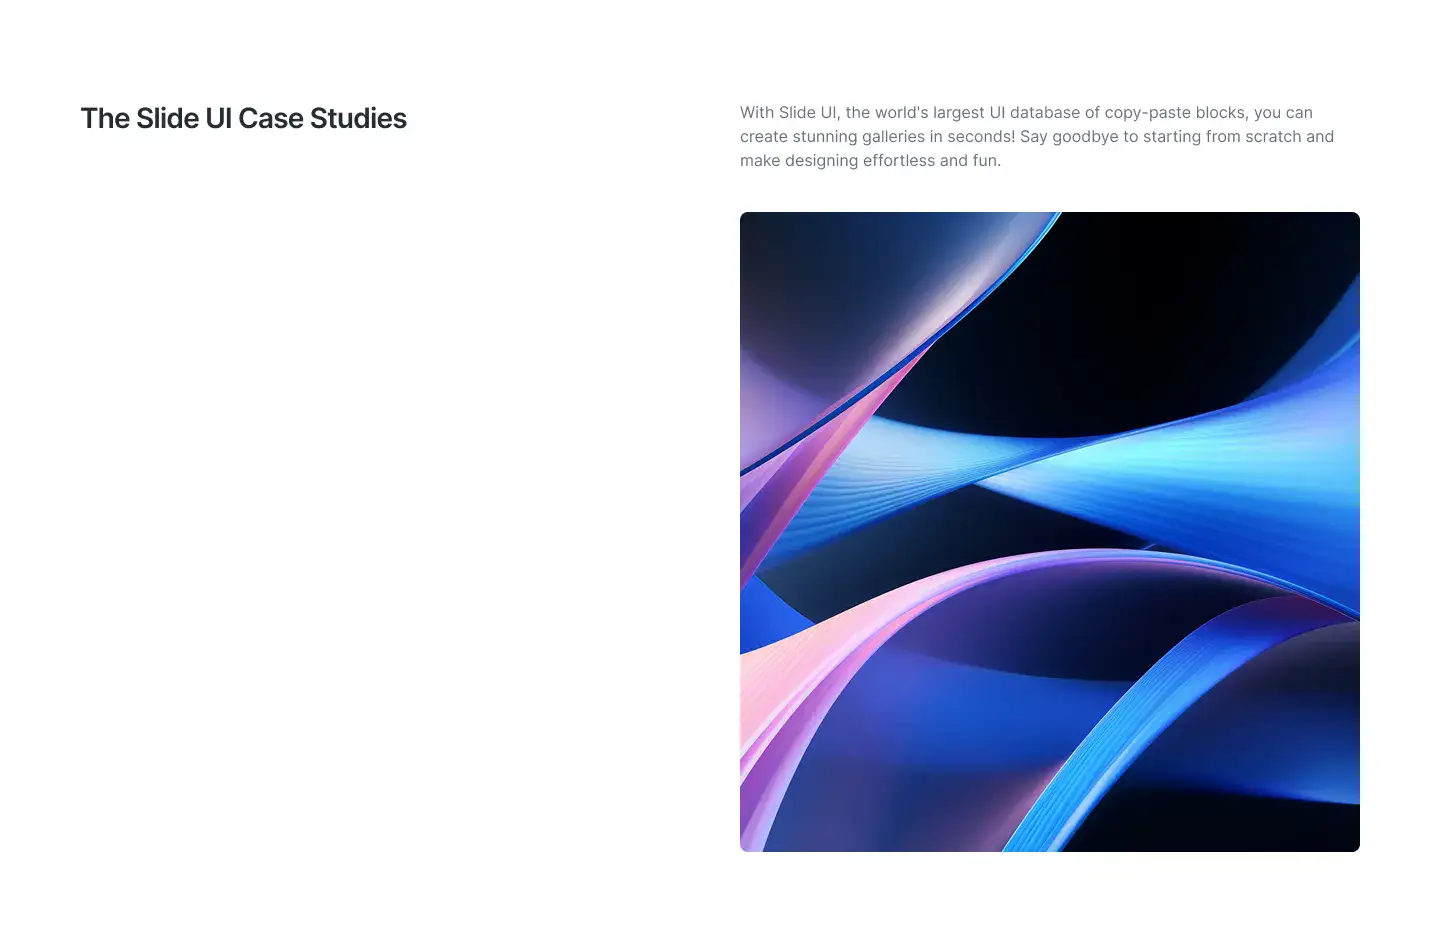 The Slide UI Case Studies
With Slide UI, the world's largest UI database of copy-paste blocks, you can
create stunning galleries in seconds! Say goodbye to starting from scratch and
make designing effortless and fun.